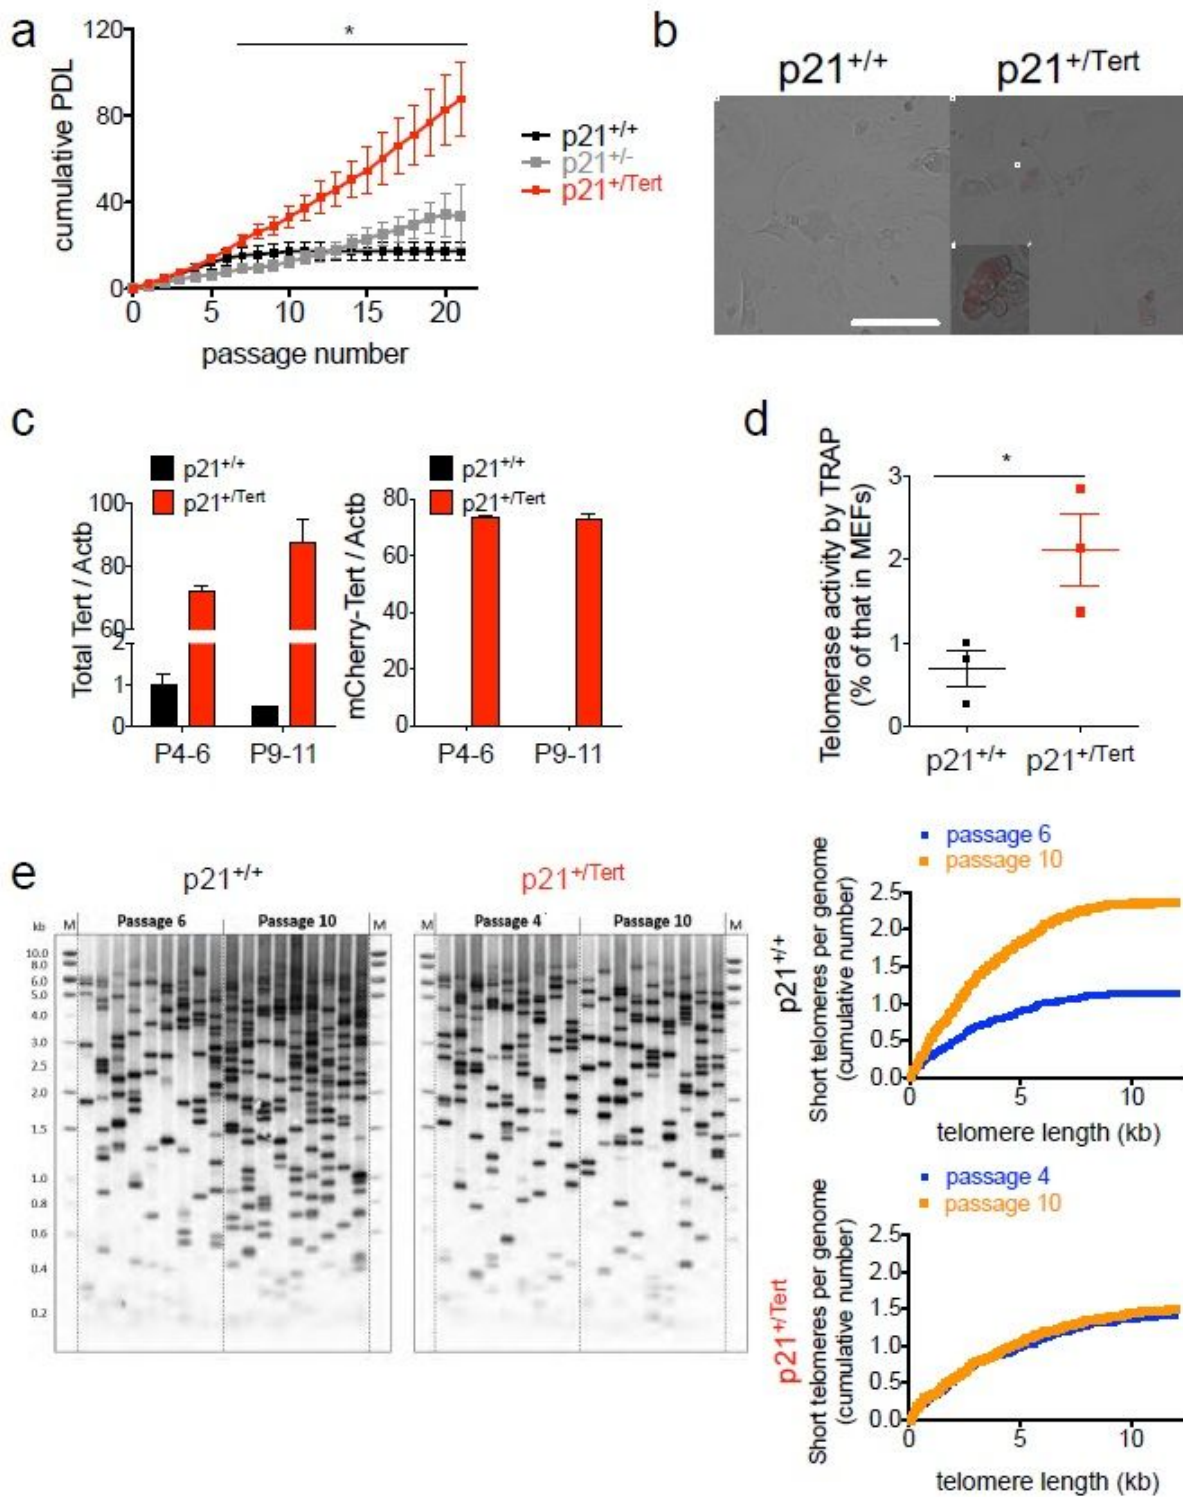 a
120
80
40
0
cumulative PDL
*
p21+/+
p21+/-
p21+/Tert
0 5 10 15 20
passage number
b
p21+/+ p21+/Tert
c
p21+/+
p21+/Tert
100
80
60
2
1
0
Total Tert / Actb
P4-6 P9-11
p21+/+
p21+/Tert
80
60
40
20
0
mCherry-Tert / Actb
P4-6 P9-11
d
Telomerase activity by TRAP
(% of that in MEFs)
*
3
2
1
0
p21+/+ p21+/Tert
e
p21+/+ p21+/Tert
kb M Passage 6 Passage 10 M
M Passage 4 Passage 10 M
10.0
8.0
6.0
5.0
4.0
3.0
2.5
2.0
1.5
1.0
0.8
0.6
0.4
0.2
passage 6
passage 10
p21+/+
Short telomeres per genome
(cumulative number)
2.5
2.0
1.5
1.0
0.5
0.0
0 5 10
telomere length (kb)
passage 4
passage 10
p21+/Tert
Short telomeres per genome
(cumulative number)
2.5
2.0
1.5
1.0
0.5
0.0
0 5 10
telomere length (kb)